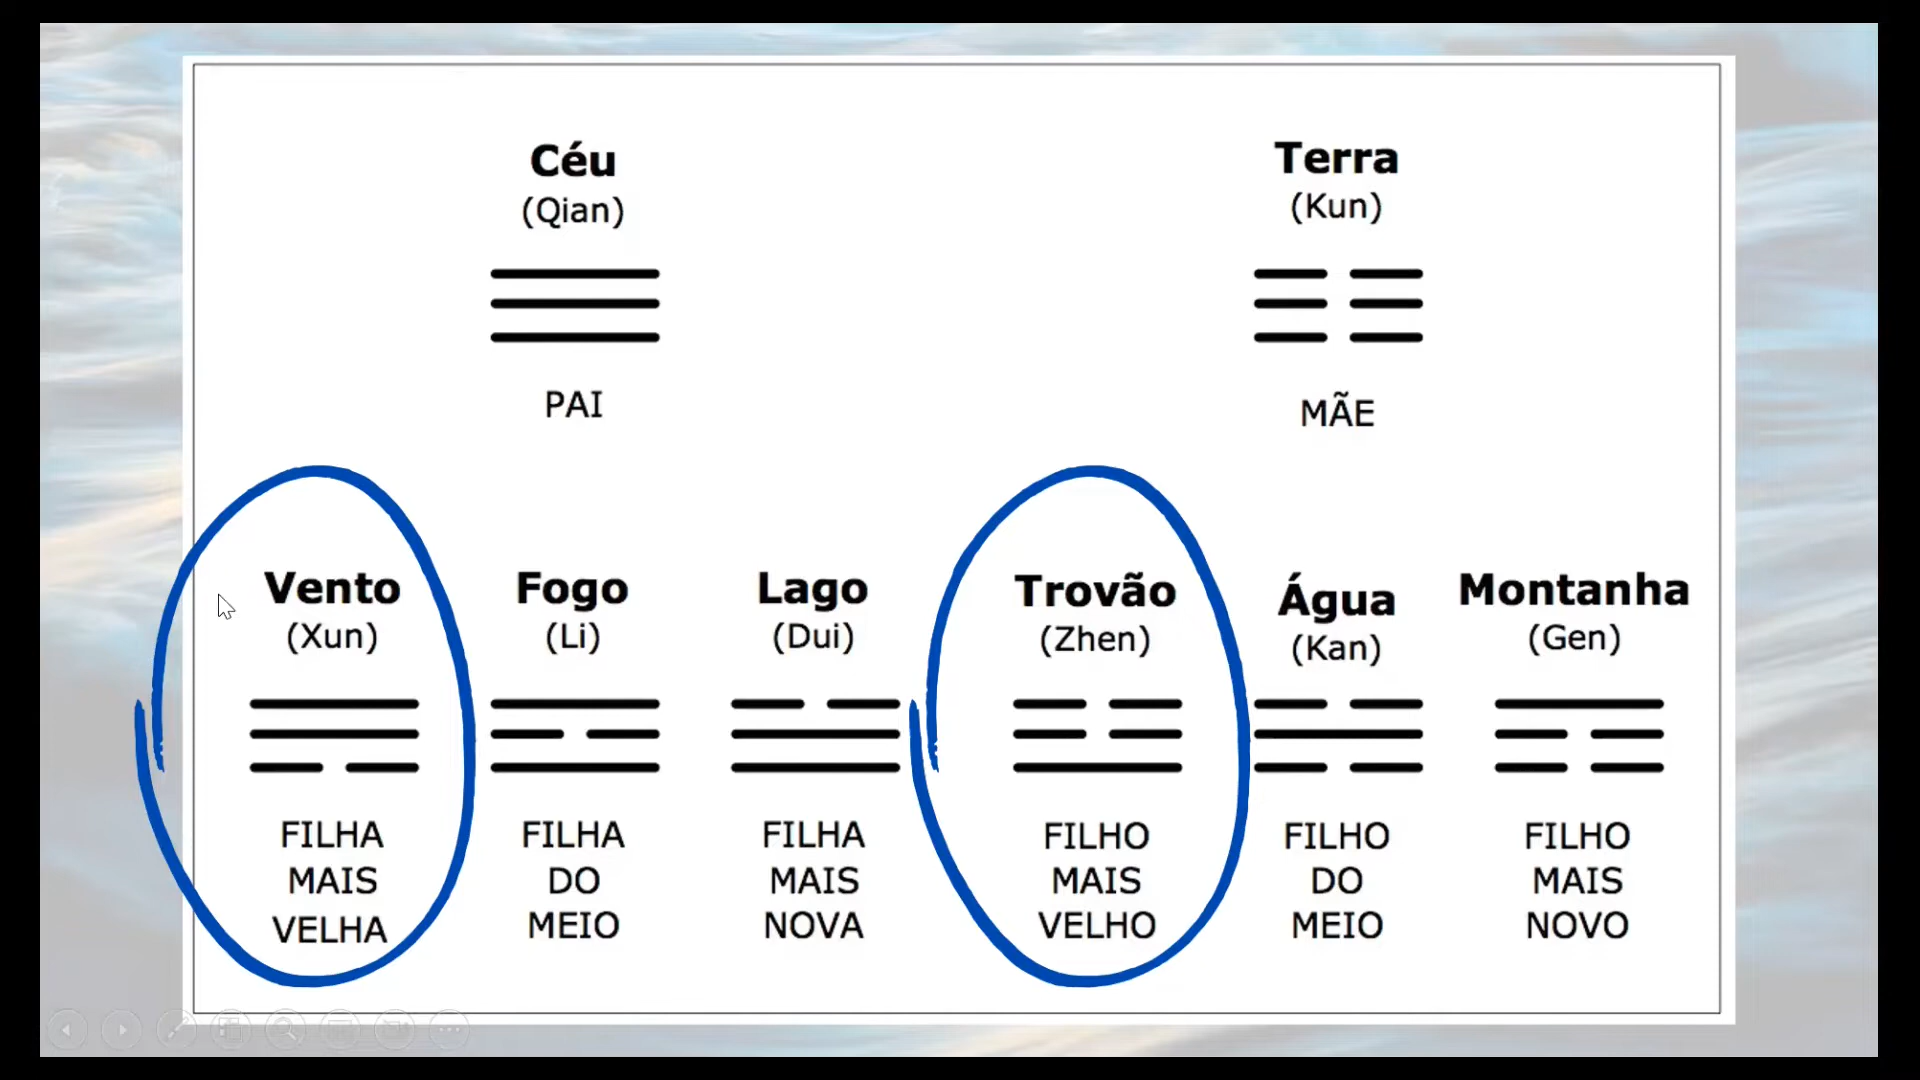 Céu
(Qian)
PAI
Terra
(Kun)
MÃE
Vento
(Xun)
FILHA
MAIS
VELHA
Fogo
(Li)
FILHA
DO
MEIO
Lago
(Dui)
FILHA
MAIS
NOVA
Trovão
(Zhen)
FILHO
MAIS
VELHO
Água
(Kan)
FILHO
DO
MEIO
Montanha
(Gen)
FILHO
MAIS
NOVO